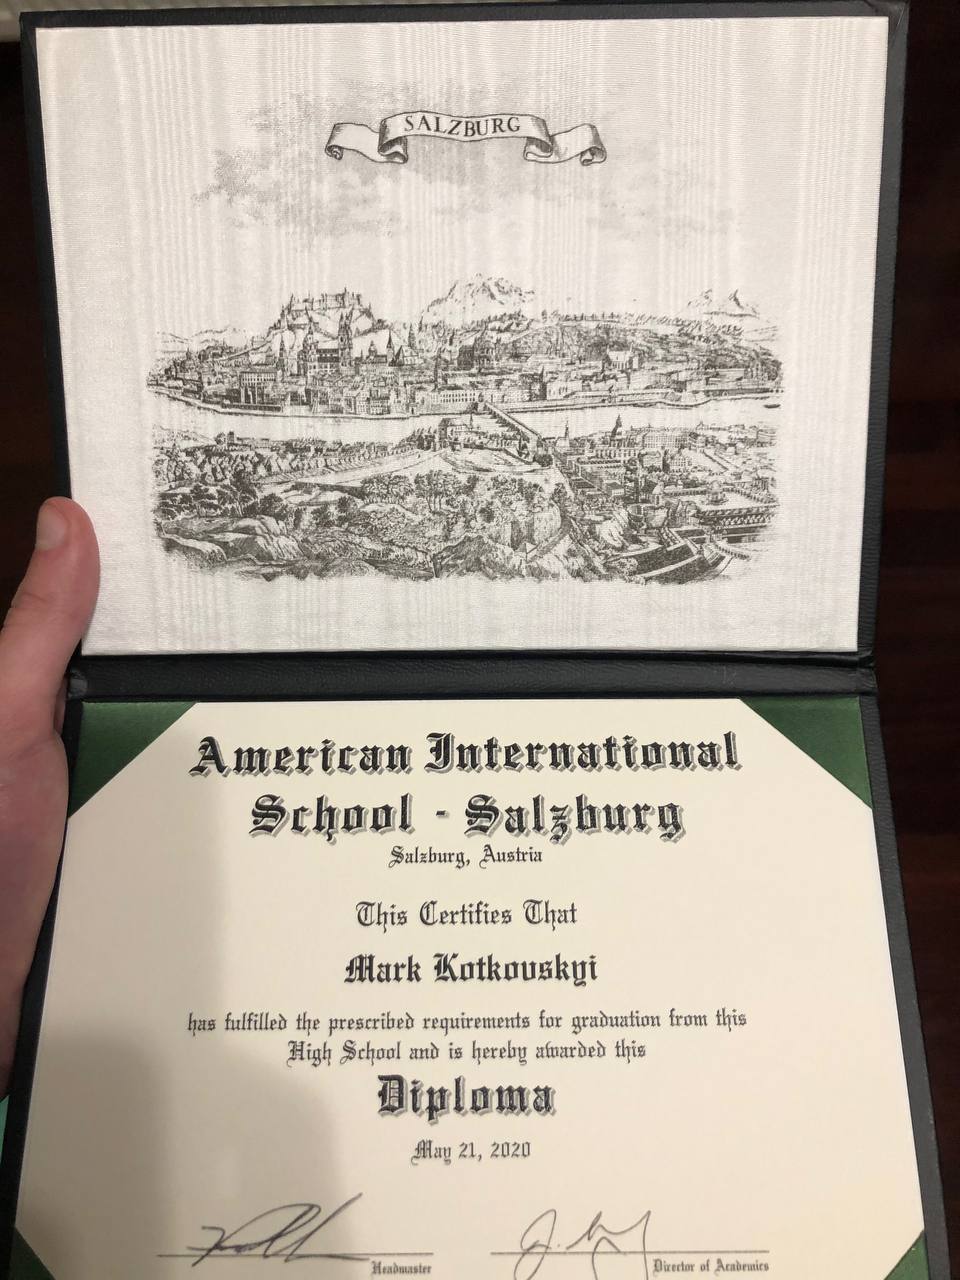 SALZBURG
American International
School - Salzburg
Salzburg, Austria
This Certifies That
Mark Kotkovskyi
has fulfilled the prescribed requirements for graduation from this
High School and is hereby awarded this
Diploma
May 21, 2020
Headmaster
Director of Academics